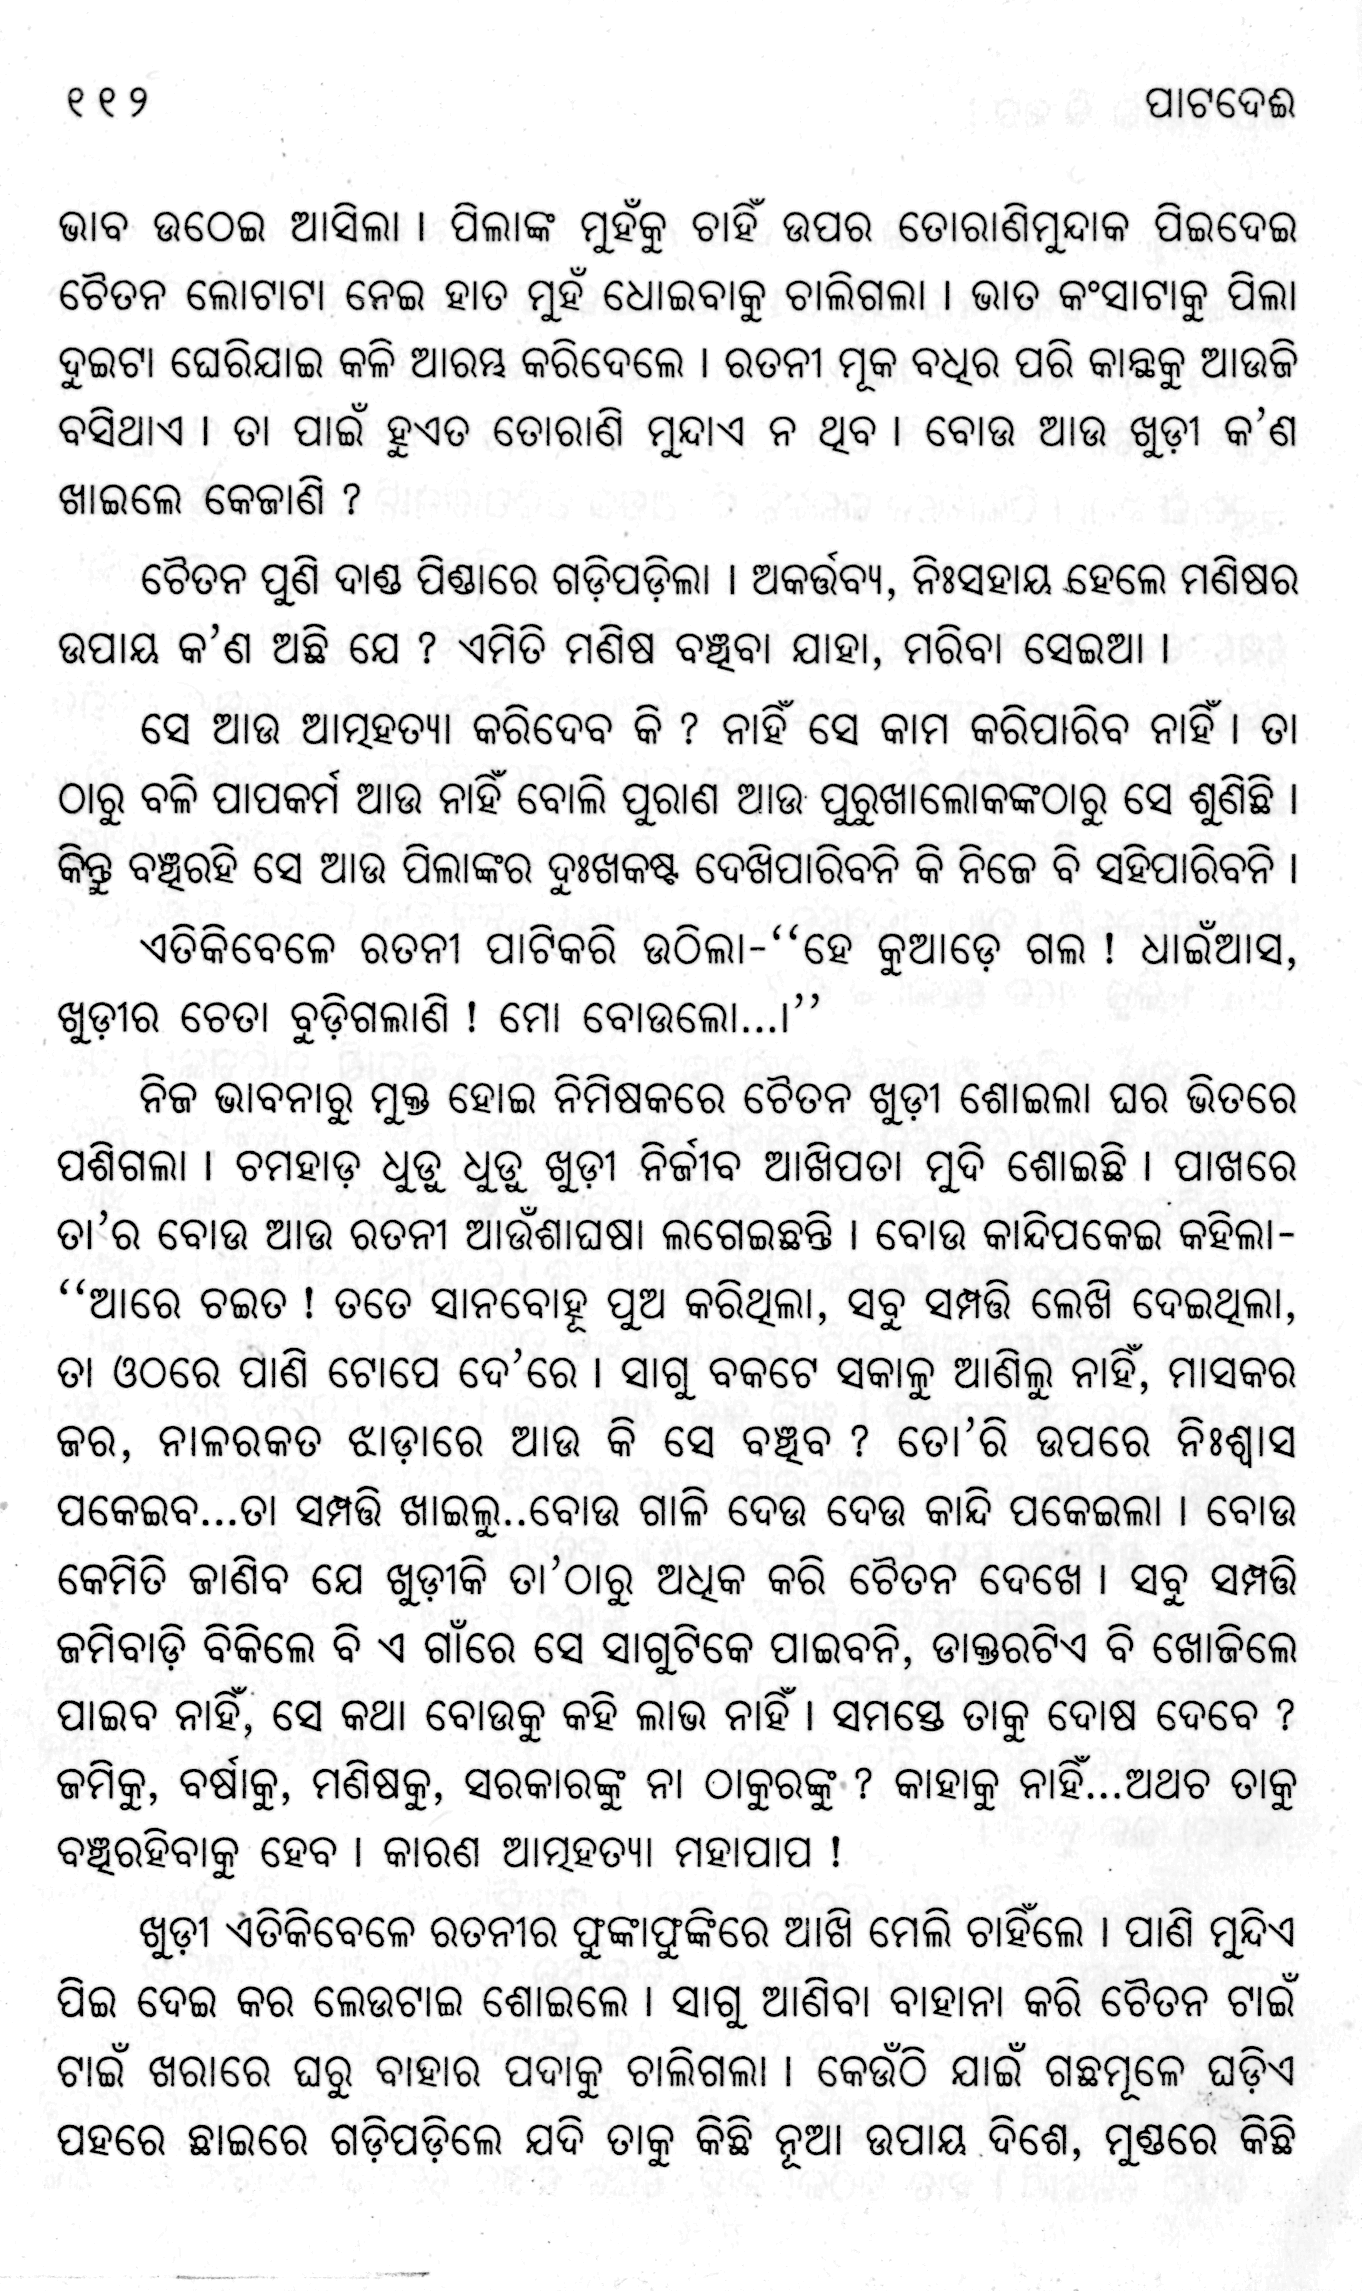 ୧୧୨ ପାଟଦେଈ
ଭାବ ଉଠେଇ ଆସିଲା । ପିଲାଙ୍କ ମୁହଁକୁ ଚାହିଁ ଉପର ତୋରାଣିମୁନ୍ଦାକ ପିଇଦେଇ
ଚୈତନ ଲୋଟାଟା ନେଇ ହାତ ମୁହଁ ଧୋଇବାକୁ ଚାଲିଗଲା । ଭାତ କଂସାଟାକୁ ପିଲା
ଦୁଇଟା ଘେରିଯାଇ କଳି ଆରମ୍ଭ କରିଦେଲେ । ରତନୀ ମୂକ ବଧିର ପରି କାନ୍ଥକୁ ଆଉଜି
ବସିଥାଏ । ତା ପାଇଁ ହୁଏତ ତୋରାଣି ମୁନ୍ଦାଏ ନ ଥିବ । ବୋଉ ଆଉ ଖୁଡ଼ୀ କ’ଣ
ଖାଇଲେ କେଜାଣି ?
ଚୈତନ ପୁଣି ଦାଣ୍ଡ ପିଣ୍ଡାରେ ଗଡ଼ିପଡ଼ିଲା । ଅକର୍ତ୍ତବ୍ୟ, ନିଃସହାୟ ହେଲେ ମଣିଷର
ଉପାୟ କ’ଣ ଅଛି ଯେ ? ଏମିତି ମଣିଷ ବଞ୍ଚିବା ଯାହା, ମରିବା ସେଇଆ ।
ସେ ଆଉ ଆତ୍ମହତ୍ୟା କରିଦେବ କି ? ନାହିଁ ସେ କାମ କରିପାରିବ ନାହିଁ । ତା
ଠାରୁ ବଳି ପାପକର୍ମ ଆଉ ନାହିଁ ବୋଲି ପୁରାଣ ଆଉ ପୁରୁଖାଲୋକଙ୍କଠାରୁ ସେ ଶୁଣିଛି ।
କିନ୍ତୁ ବଞ୍ଚିରହି ସେ ଆଉ ପିଲାଙ୍କର ଦୁଃଖକଷ୍ଟ ଦେଖିପାରିବନି କି ନିଜେ ବି ସହିପାରିବନି ।
ଏତିକିବେଳେ ରତନୀ ପାଟିକରି ଉଠିଲା-‘‘ହେ କୁଆଡ଼େ ଗଲ ! ଧାଇଁଆସ,
ଖୁଡ଼ୀର ଚେତା ବୁଡ଼ିଗଲାଣି ! ମୋ ବୋଉଲୋ...।’’
ନିଜ ଭାବନାରୁ ମୁକ୍ତ ହୋଇ ନିମିଷକରେ ଚୈତନ ଖୁଡ଼ୀ ଶୋଇଲା ଘର ଭିତରେ
ପଶିଗଲା । ଚମହାଡ଼ ଧୁଡୁ ଧୁଡୁ ଖୁଡ଼ୀ ନିର୍ଜୀବ ଆଖିପତା ମୁଦି ଶୋଇଛି । ପାଖରେ
ତା’ର ବୋଉ ଆଉ ରତନୀ ଆଉଁଶାଘଷା ଲଗେଇଛନ୍ତି । ବୋଉ କାନ୍ଦିପକେଇ କହିଲା-
‘‘ଆରେ ଚଇତ ! ତତେ ସାନବୋହୂ ପୁଅ କରିଥିଲା, ସବୁ ସମ୍ପତ୍ତି ଲେଖି ଦେଇଥିଲା,
ତା ଓଠରେ ପାଣି ଟୋପେ ଦେ’ରେ । ସାଗୁ ବକଟେ ସକାଳୁ ଆଣିଲୁ ନାହିଁ, ମାସକର
ଜର, ନାଳରକତ ଝାଡ଼ାରେ ଆଉ କି ସେ ବଞ୍ଚିବ ? ତୋ’ରି ଉପରେ ନିଃଶ୍ୱାସ
ପକେଇବ...ତା ସମ୍ପତ୍ତି ଖାଇଲୁ..ବୋଉ ଗାଳି ଦେଉ ଦେଉ କାନ୍ଦି ପକେଇଲା । ବୋଉ
କେମିତି ଜାଣିବ ଯେ ଖୁଡ଼ୀକି ତା’ଠାରୁ ଅଧିକ କରି ଚୈତନ ଦେଖେ । ସବୁ ସମ୍ପତ୍ତି
ଜମିବାଡ଼ି ବିକିଲେ ବି ଏ ଗାଁରେ ସେ ସାଗୁଟିକେ ପାଇବନି, ଡାକ୍ତରଟିଏ ବି ଖୋଜିଲେ
ପାଇବ ନାହିଁ, ସେ କଥା ବୋଉକୁ କହି ଲାଭ ନାହିଁ । ସମସ୍ତେ ତାକୁ ଦୋଷ ଦେବେ ?
ଜମିକୁ, ବର୍ଷାକୁ, ମଣିଷକୁ, ସରକାରଙ୍କୁ ନା ଠାକୁରଙ୍କୁ ? କାହାକୁ ନାହିଁ...ଅଥଚ ତାକୁ
ବଞ୍ଚିରହିବାକୁ ହେବ । କାରଣ ଆତ୍ମହତ୍ୟା ମହାପାପ !
ଖୁଡ଼ୀ ଏତିକିବେଳେ ରତନୀର ଫୁଙ୍କାଫୁଙ୍କିରେ ଆଖି ମେଲି ଚାହିଁଲେ । ପାଣି ମୁନ୍ଦିଏ
ପିଇ ଦେଇ କର ଲେଉଟାଇ ଶୋଇଲେ । ସାଗୁ ଆଣିବା ବାହାନା କରି ଚୈତନ ଟାଇଁ
ଟାଇଁ ଖରାରେ ଘରୁ ବାହାର ପଦାକୁ ଚାଲିଗଲା । କେଉଁଠି ଯାଇଁ ଗଛମୂଳେ ଘଡ଼ିଏ
ପହରେ ଛାଇରେ ଗଡ଼ିପଡ଼ିଲେ ଯଦି ତାକୁ କିଛି ନୂଆ ଉପାୟ ଦିଶେ, ମୁଣ୍ଡରେ କିଛି